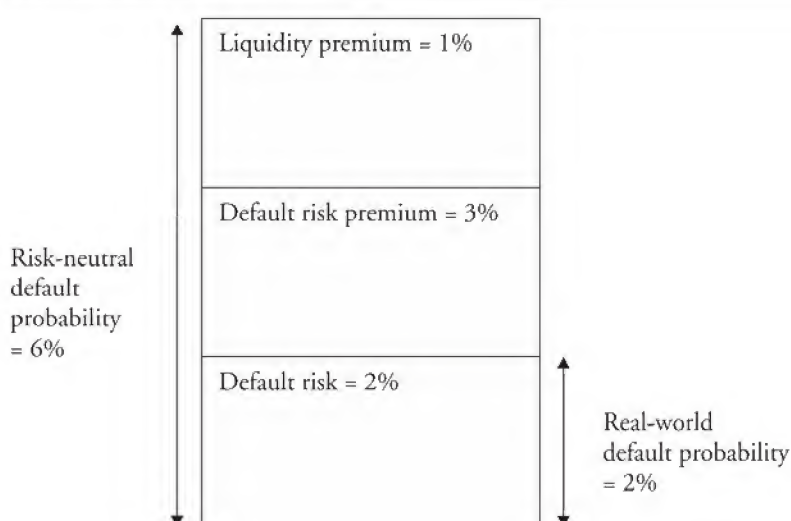 Liquidity premium = 1%
Default risk premium = 3%
Risk-neutral
default
probability
= 6%
Default risk = 2%
Real-world
default probability
= 2%